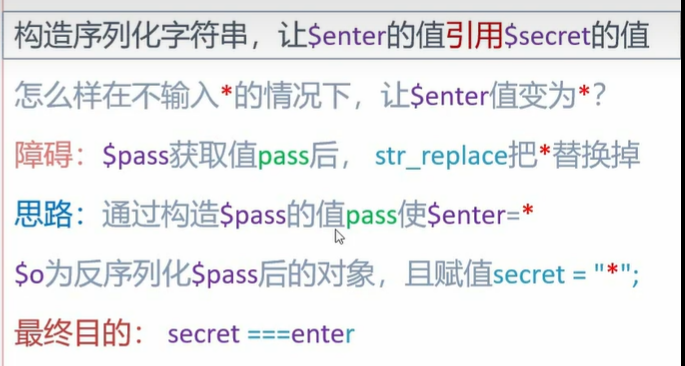 构造序列化字符串，让$enter的值引用$secret的值
怎么样在不输入*的情况下，让$enter值变为*?
障碍：$pass获取值pass后， str_replace把*替换掉
思路：通过构造$pass的值pass使$enter=*
$o为反序列化$pass后的对象，且赋值secret = "*";
最终目的： secret ===enter